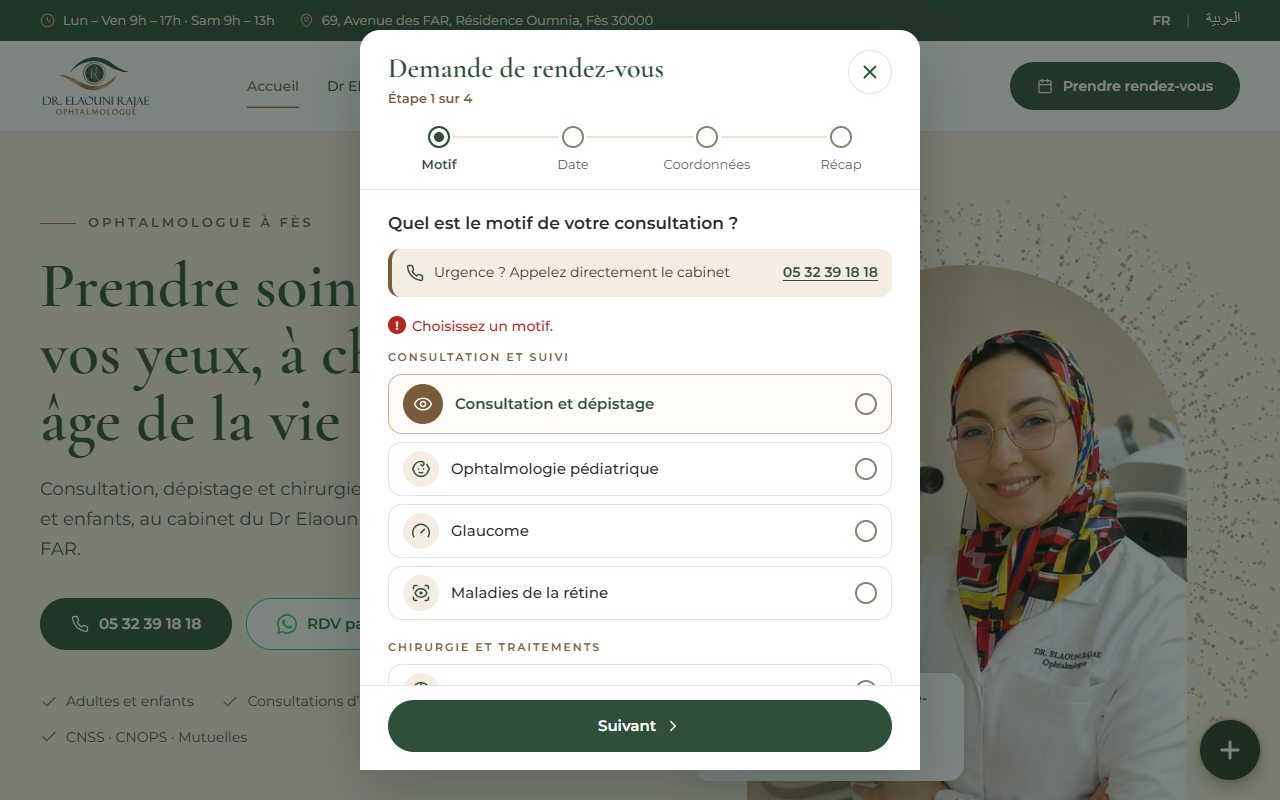 Lun – Ven 9h – 17h · Sam 9h – 13h
69, Avenue des FAR, Résidence Oumnia, Fès 30000
FR | العربية
DR. ELAOUNI RAJAE
OPHTALMOLOGUE
Accueil
Dr El
Prendre rendez-vous
Demande de rendez-vous
Étape 1 sur 4
Motif
Date
Coordonnées
Récap
Quel est le motif de votre consultation ?
Urgence ? Appelez directement le cabinet 05 32 39 18 18
Choisissez un motif.
CONSULTATION ET SUIVI
Consultation et dépistage
Ophtalmologie pédiatrique
Glaucome
Maladies de la rétine
CHIRURGIE ET TRAITEMENTS
Suivant
OPHTALMOLOGUE À FÈS
Prendre soin
vos yeux, à ch
âge de la vie
Consultation, dépistage et chirurgie
et enfants, au cabinet du Dr Elaoun
FAR.
05 32 39 18 18
RDV pa
Adultes et enfants
Consultations d'
CNSS · CNOPS · Mutuelles
DR. ELAOUNI RAJAE
Ophtalmologue